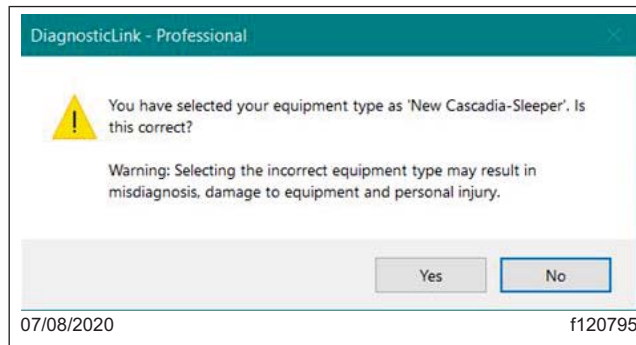 DiagnosticLink - Professional
You have selected your equipment type as 'New Cascadia-Sleeper'. Is
this correct?
Warning: Selecting the incorrect equipment type may result in
misdiagnosis, damage to equipment and personal injury.
Yes
No
07/08/2020
f120795